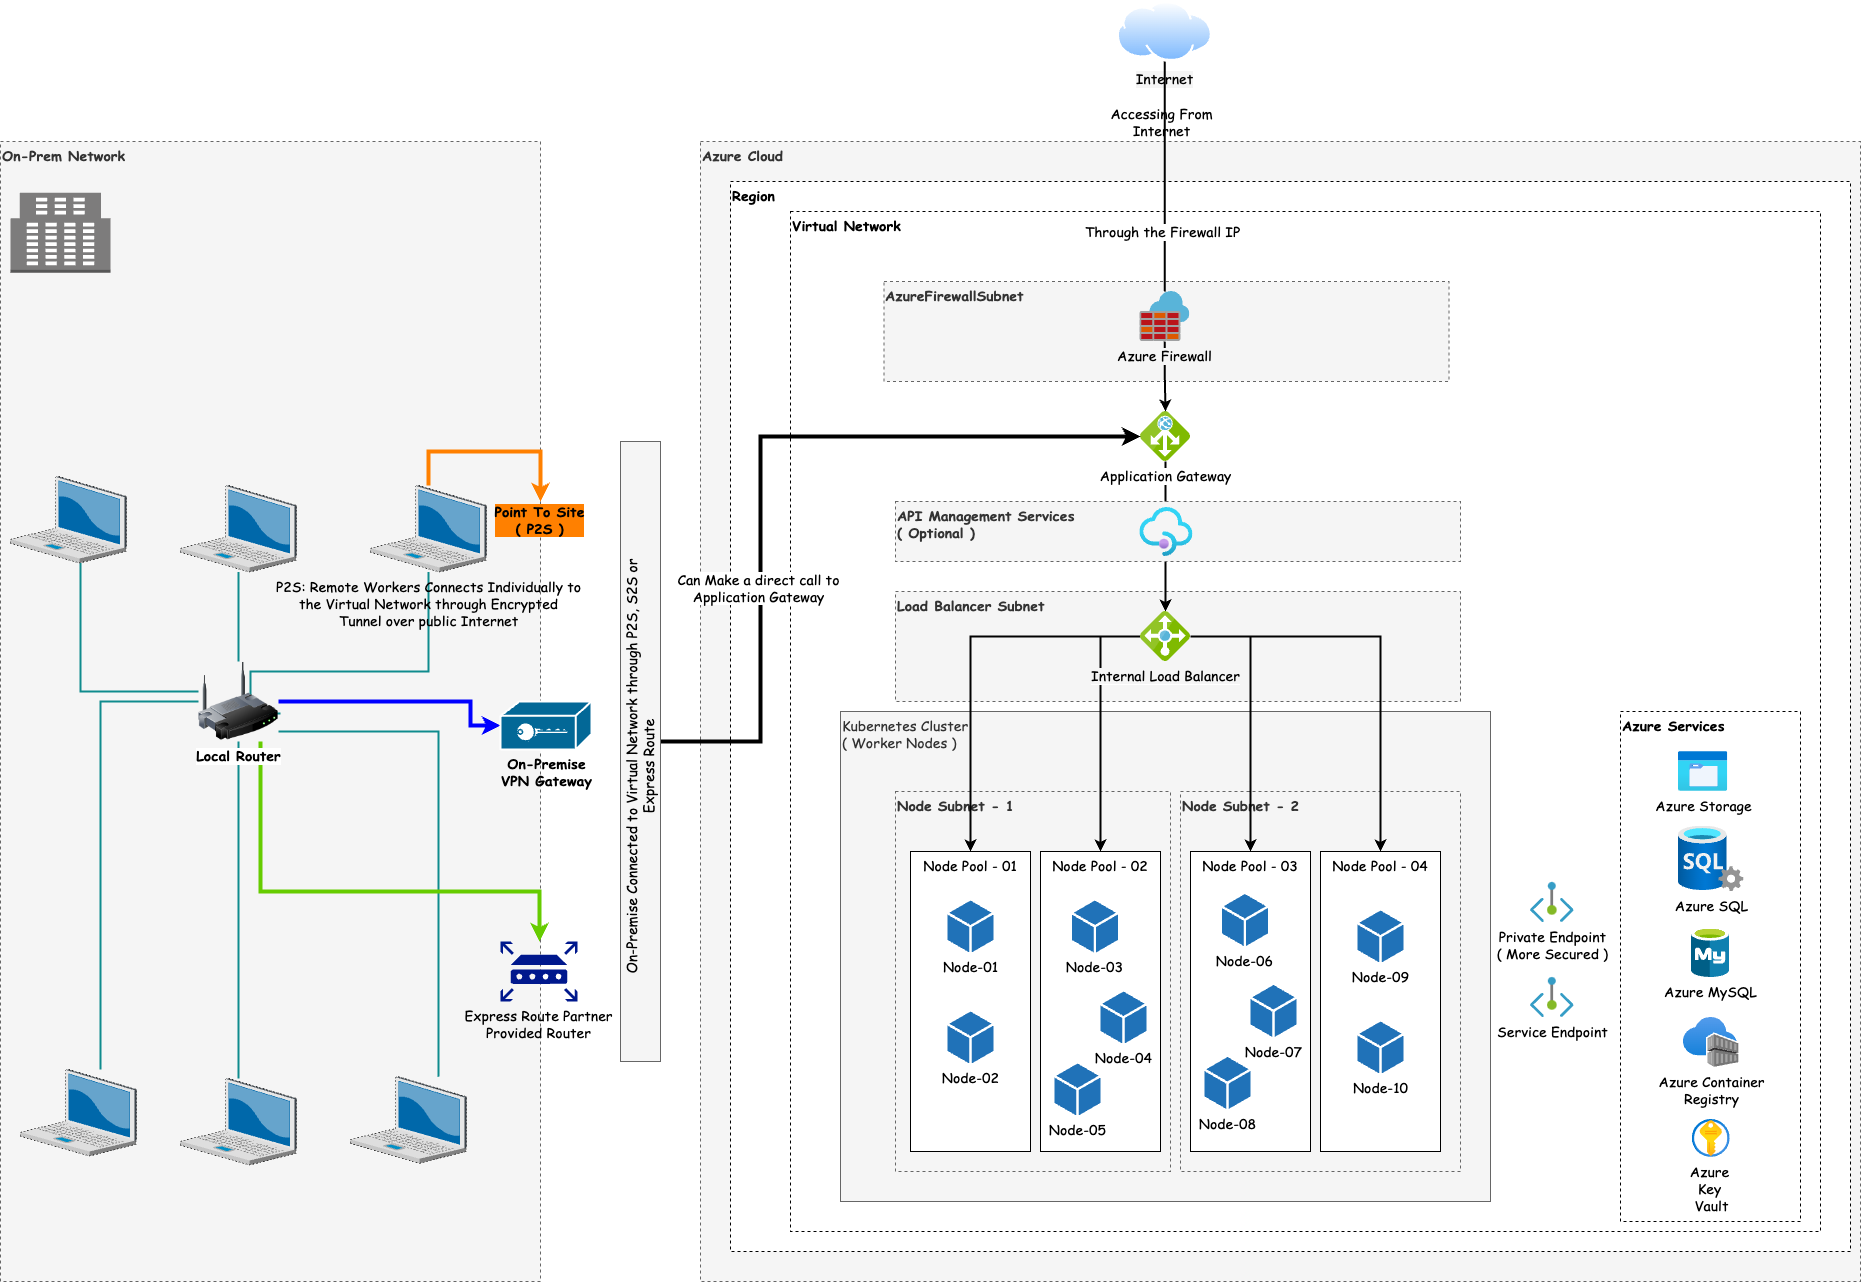 Internet
Accessing From
Internet
On-Prem Network
Azure Cloud
Region
Virtual Network
Through the Firewall IP
AzureFirewallSubnet
Azure Firewall
Application Gateway
Point To Site
( P2S )
API Management Services
( Optional )
P2S: Remote Workers Connects Individually to
the Virtual Network through Encrypted
Tunnel over public Internet
Can Make a direct call to
Application Gateway
Load Balancer Subnet
Internal Load Balancer
On-Premise Connected to Virtual Network through P2S, S2S or
Express Route
Local Router
On-Premise
VPN Gateway
Express Route Partner
Provided Router
Kubernetes Cluster
( Worker Nodes )
Node Subnet - 1
Node Subnet - 2
Node Pool - 01
Node Pool - 02
Node Pool - 03
Node Pool - 04
Node-01
Node-02
Node-03
Node-04
Node-05
Node-06
Node-07
Node-08
Node-09
Node-10
Private Endpoint
( More Secured )
Service Endpoint
Azure Services
Azure Storage
SQL
Azure SQL
My
Azure MySQL
Azure Container
Registry
Azure
Key
Vault